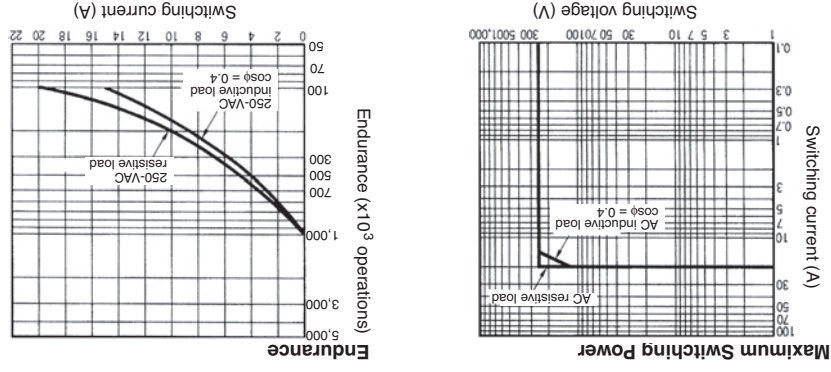 Maximum Switching Power
Switching current (A)
100
70
50
30
10
7
5
3
1
0.7
0.5
0.3
0.1
AC resistive load
AC inductive load
cosφ = 0.4
1 3 5 7 10 30 50 70100 300 5001,000
Switching voltage (V)
Endurance
Endurance (x10³ operations)
5,000
3,000
1,000
700
500
300
100
70
50
250-VAC
resistive load
250-VAC
inductive load
cosφ = 0.4
0 2 4 6 8 10 12 14 16 18 20 22
Switching current (A)